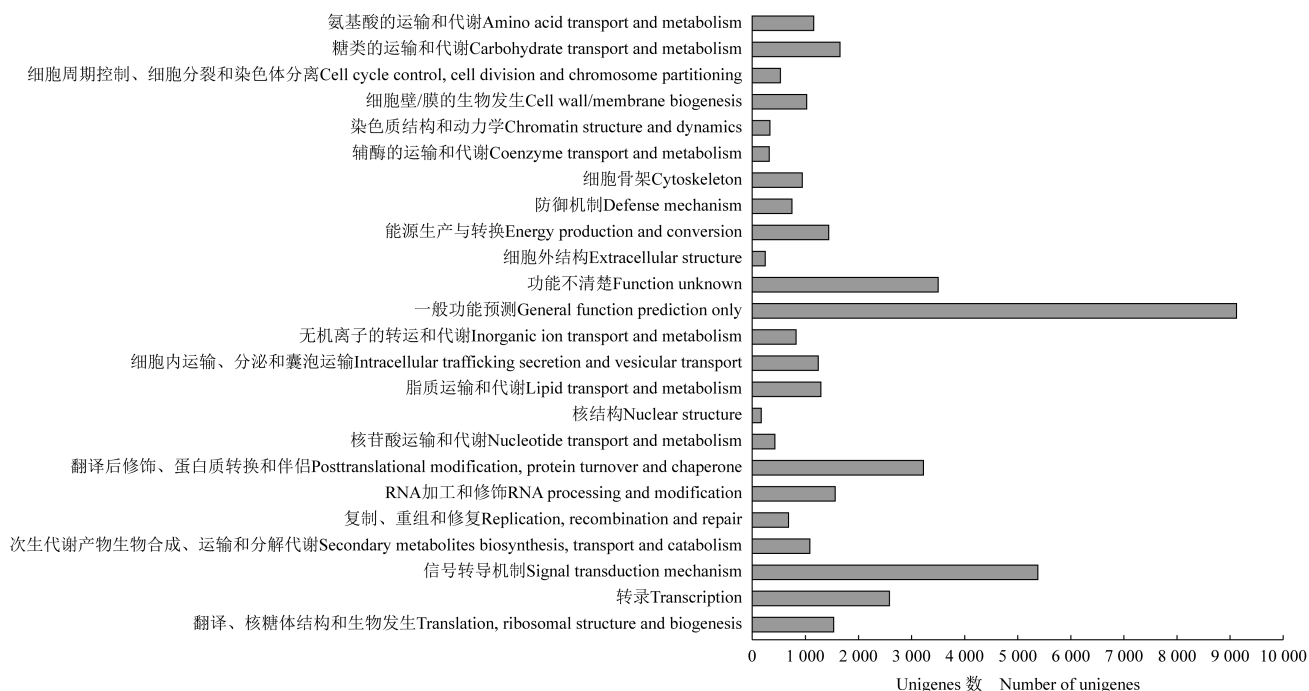 氨基酸的运输和代谢Amino acid transport and metabolism
糖类的运输和代谢Carbohydrate transport and metabolism
细胞周期控制、细胞分裂和染色体分离Cell cycle control, cell division and chromosome partitioning
细胞壁/膜的生物发生Cell wall/membrane biogenesis
染色质结构和动力学Chromatin structure and dynamics
辅酶的运输和代谢Coenzyme transport and metabolism
细胞骨架Cytoskeleton
防御机制Defense mechanism
能源生产与转换Energy production and conversion
细胞外结构Extracellular structure
功能不清楚Function unknown
一般功能预测General function prediction only
无机离子的转运和代谢Inorganic ion transport and metabolism
细胞内运输、分泌和囊泡运输Intracellular trafficking secretion and vesicular transport
脂质运输和代谢Lipid transport and metabolism
核结构Nuclear structure
核苷酸运输和代谢Nucleotide transport and metabolism
翻译后修饰、蛋白质转换和伴侣Posttranslational modification, protein turnover and chaperone
RNA加工和修饰RNA processing and modification
复制、重组和修复Replication, recombination and repair
次生代谢产物生物合成、运输和分解代谢Secondary metabolites biosynthesis, transport and catabolism
信号转导机制Signal transduction mechanism
转录Transcription
翻译、核糖体结构和生物发生Translation, ribosomal structure and biogenesis
0 1 000 2 000 3 000 4 000 5 000 6 000 7 000 8 000 9 000 10 000
Unigenes 数 Number of unigenes